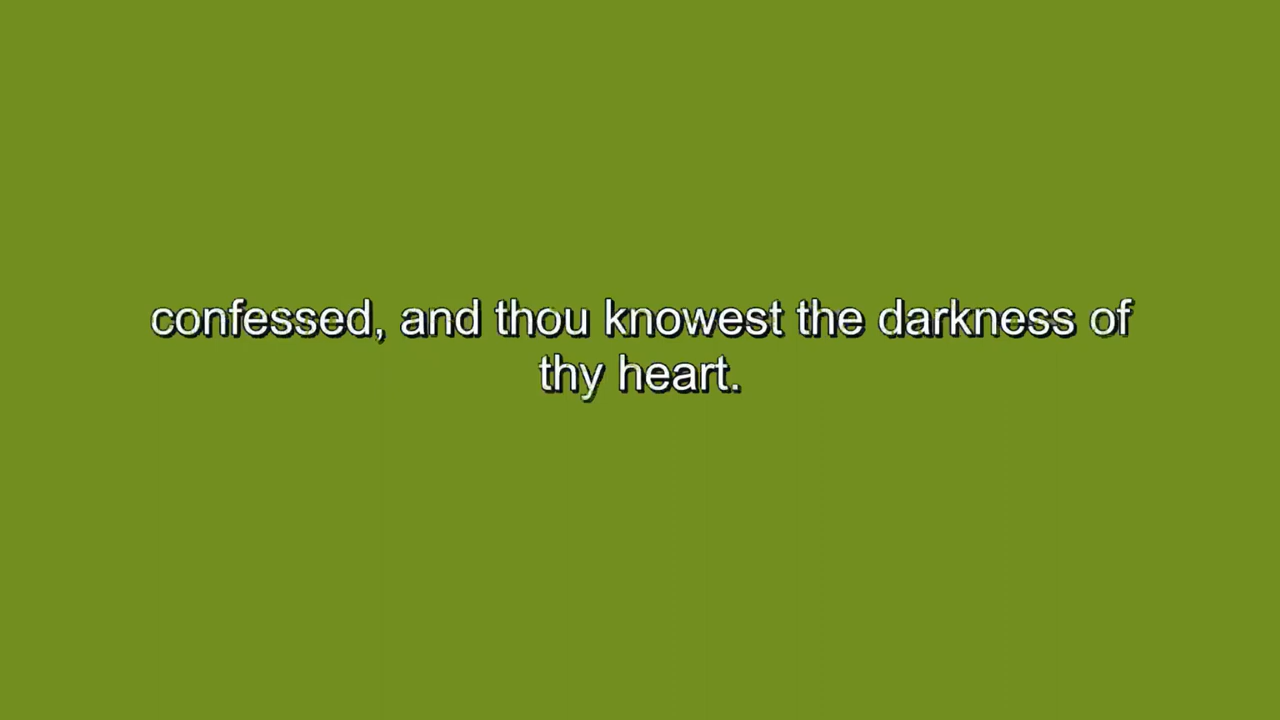 confessed, and thou knowest the darkness of
thy heart.